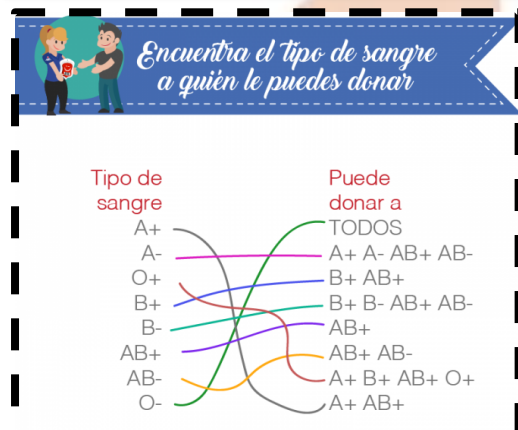 Encuentra el tipo de sangre
a quién le puedes donar
Tipo de
sangre
A+
A-
O+
B+
B-
AB+
AB-
O-
Puede
donar a
TODOS
A+ A- AB+ AB-
B+ AB+
B+ B- AB+ AB-
AB+
AB+ AB-
A+ B+ AB+ O+
A+ AB+